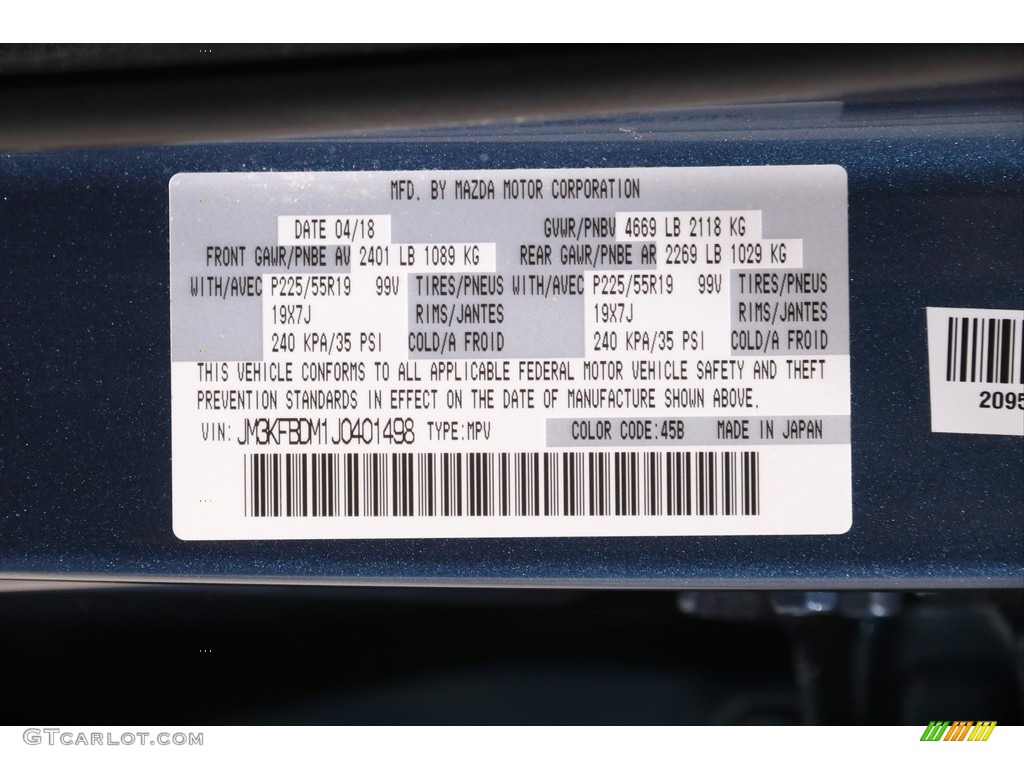 MFD. BY MAZDA MOTOR CORPORATION
DATE 04/18 GVWR/PNBV 4669 LB 2118 KG
FRONT GAWR/PNBE AV 2401 LB 1089 KG REAR GAWR/PNBE AR 2269 LB 1029 KG
WITH/AVEC P225/55R19 99V TIRES/PNEUS WITH/AVEC P225/55R19 99V TIRES/PNEUS
19X7J RIMS/JANTES 19X7J RIMS/JANTES
240 KPA/35 PSI COLD/A FROID 240 KPA/35 PSI COLD/A FROID
THIS VEHICLE CONFORMS TO ALL APPLICABLE FEDERAL MOTOR VEHICLE SAFETY AND THEFT
PREVENTION STANDARDS IN EFFECT ON THE DATE OF MANUFACTURE SHOWN ABOVE.
VIN: JM3KFBDM1J0401498 TYPE:MPV COLOR CODE:45B MADE IN JAPAN
2095
GTCARLOT.COM